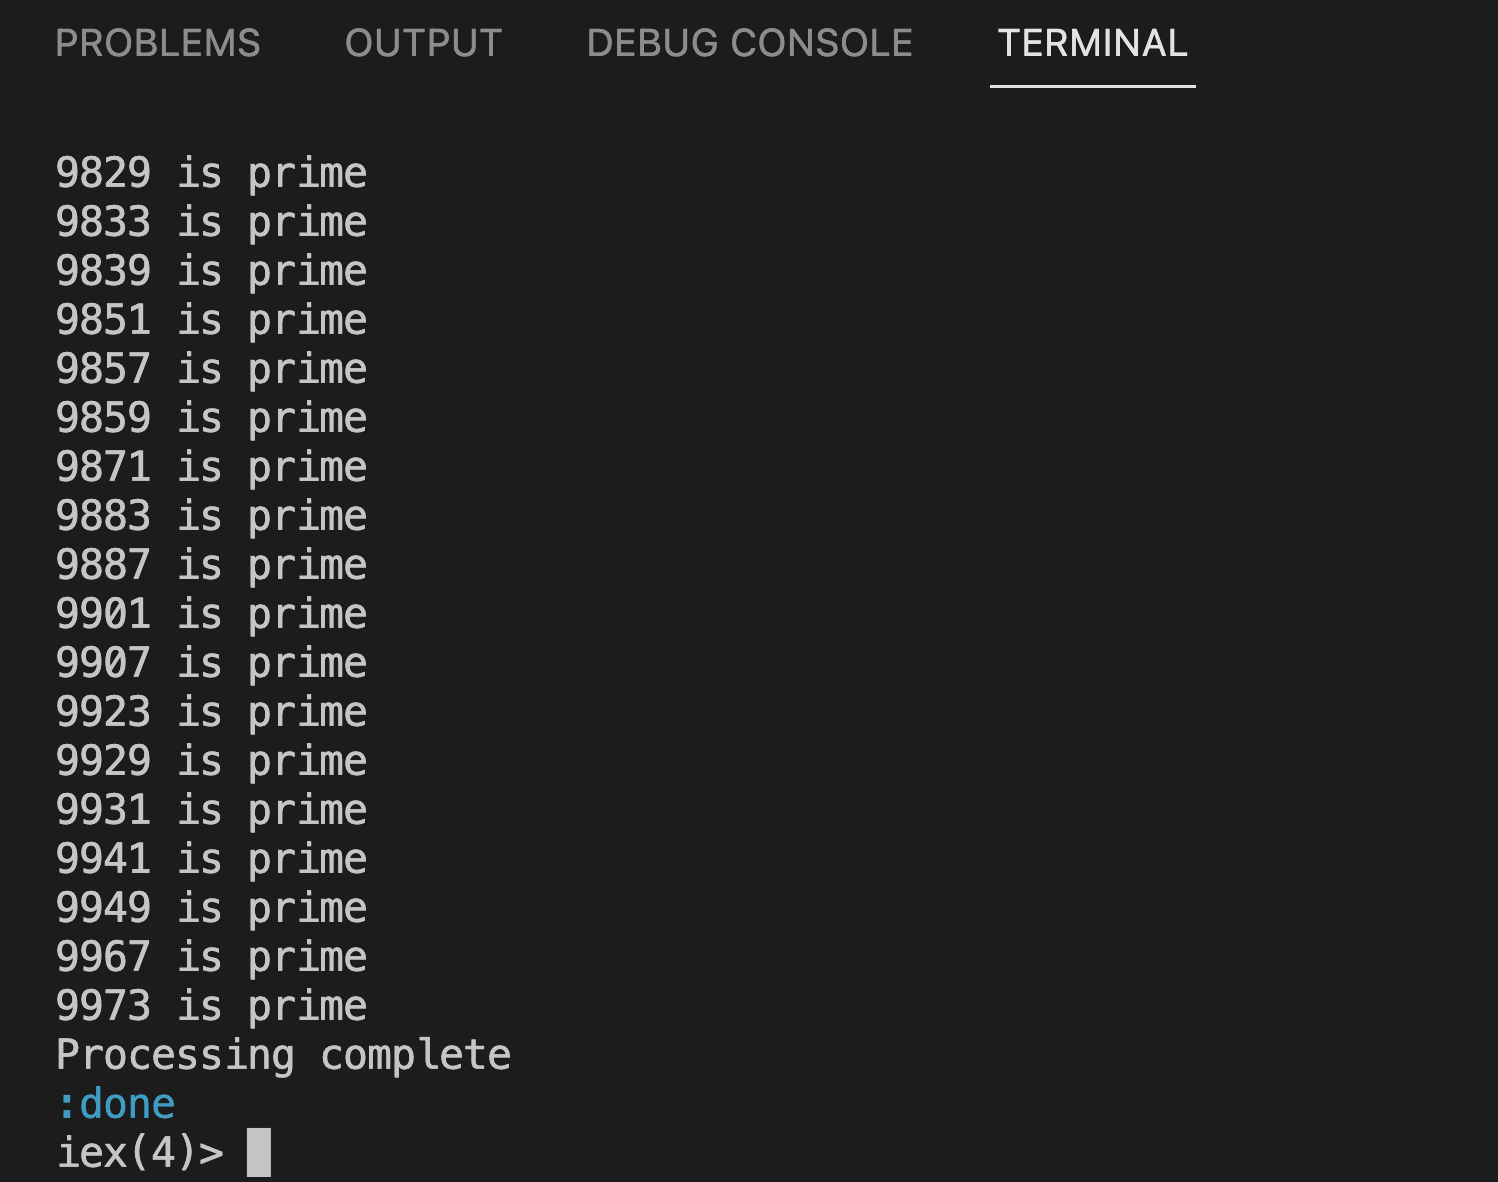 PROBLEMS OUTPUT DEBUG CONSOLE TERMINAL
9829 is prime
9833 is prime
9839 is prime
9851 is prime
9857 is prime
9859 is prime
9871 is prime
9883 is prime
9887 is prime
9901 is prime
9907 is prime
9923 is prime
9929 is prime
9931 is prime
9941 is prime
9949 is prime
9967 is prime
9973 is prime
Processing complete
:done
iex(4)>